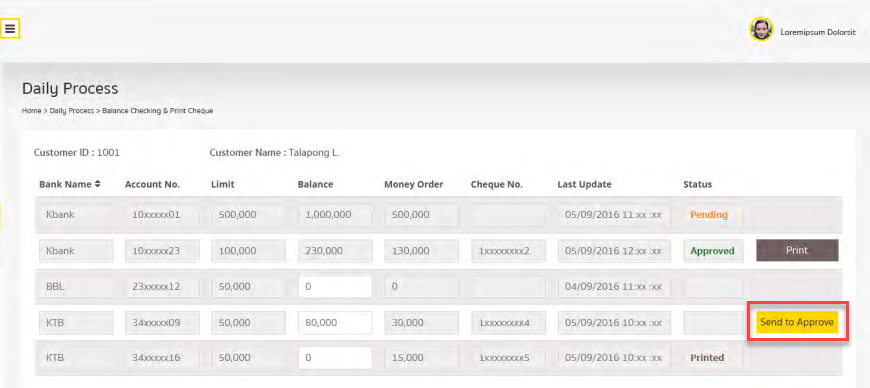 Loremipsum Dolorsit
Daily Process
Home > Daily Process > Balance Checking & Print Cheque
Customer ID : 1001 Customer Name : Talapong L.
Bank Name Account No. Limit Balance Money Order Cheque No. Last Update Status
Kbank 10xxxxx01 500,000 1,000,000 500,000 05/09/2016 11:xx :xx Pending
Kbank 10xxxxx23 100,000 230,000 130,000 1xxxxxxxx2 05/09/2016 12:xx :xx Approved Print
BBL 23xxxxx12 50,000 0 0 04/09/2016 11:xx :xx
KTB 34xxxxx09 50,000 80,000 30,000 1xxxxxxxx4 05/09/2016 10:xx :xx Send to Approve
KTB 34xxxxx16 50,000 0 15,000 1xxxxxxxx5 05/09/2016 10:xx :xx Printed